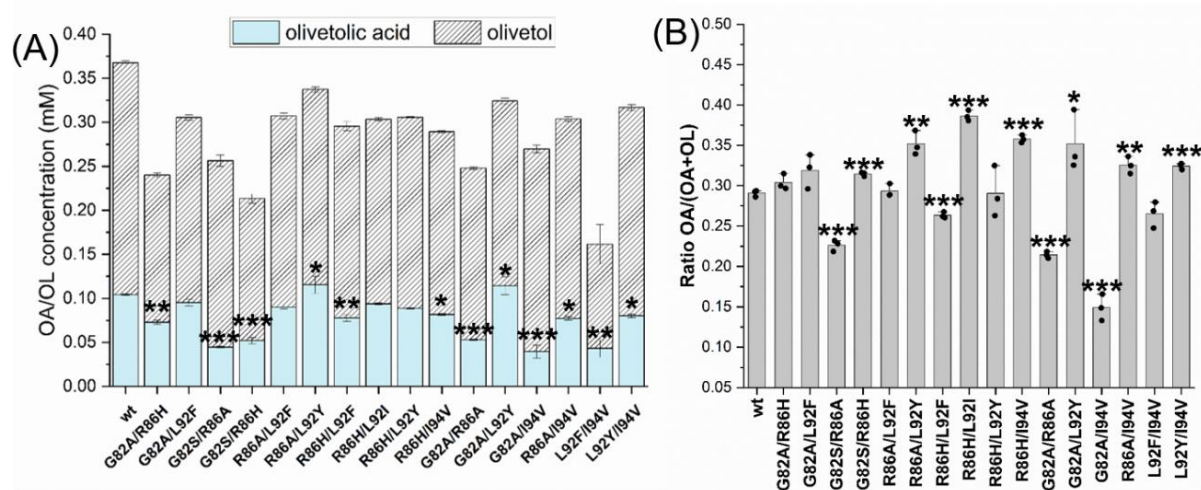 (A)
olivetolic acid olivetol
OA/OL concentration (mM)
0.40
0.35
0.30
0.25
0.20
0.15
0.10
0.05
0.00
**
***
***
*
**
*
***
*
***
*
**
*
wt
G82A/R86H
G82A/L92F
G82S/R86A
G82S/R86H
R86A/L92F
R86A/L92Y
R86H/L92F
R86H/L92I
R86H/L92Y
R86H/I94V
G82A/R86A
G82A/L92Y
G82A/I94V
R86A/I94V
L92F/I94V
L92Y/I94V
(B)
Ratio OA/(OA+OL)
0.50
0.45
0.40
0.35
0.30
0.25
0.20
0.15
0.10
0.05
***
***
**
***
***
***
***
*
***
**
***
wt
G82A/R86H
G82A/L92F
G82S/R86A
G82S/R86H
R86A/L92F
R86A/L92Y
R86H/L92F
R86H/L92I
R86H/L92Y
R86H/I94V
G82A/R86A
G82A/L92Y
G82A/I94V
R86A/I94V
L92F/I94V
L92Y/I94V